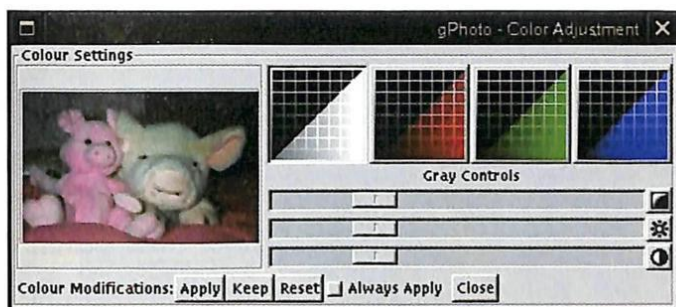 gPhoto - Color Adjustment
Colour Settings
Gray Controls
Colour Modifications: Apply Keep Reset Always Apply Close